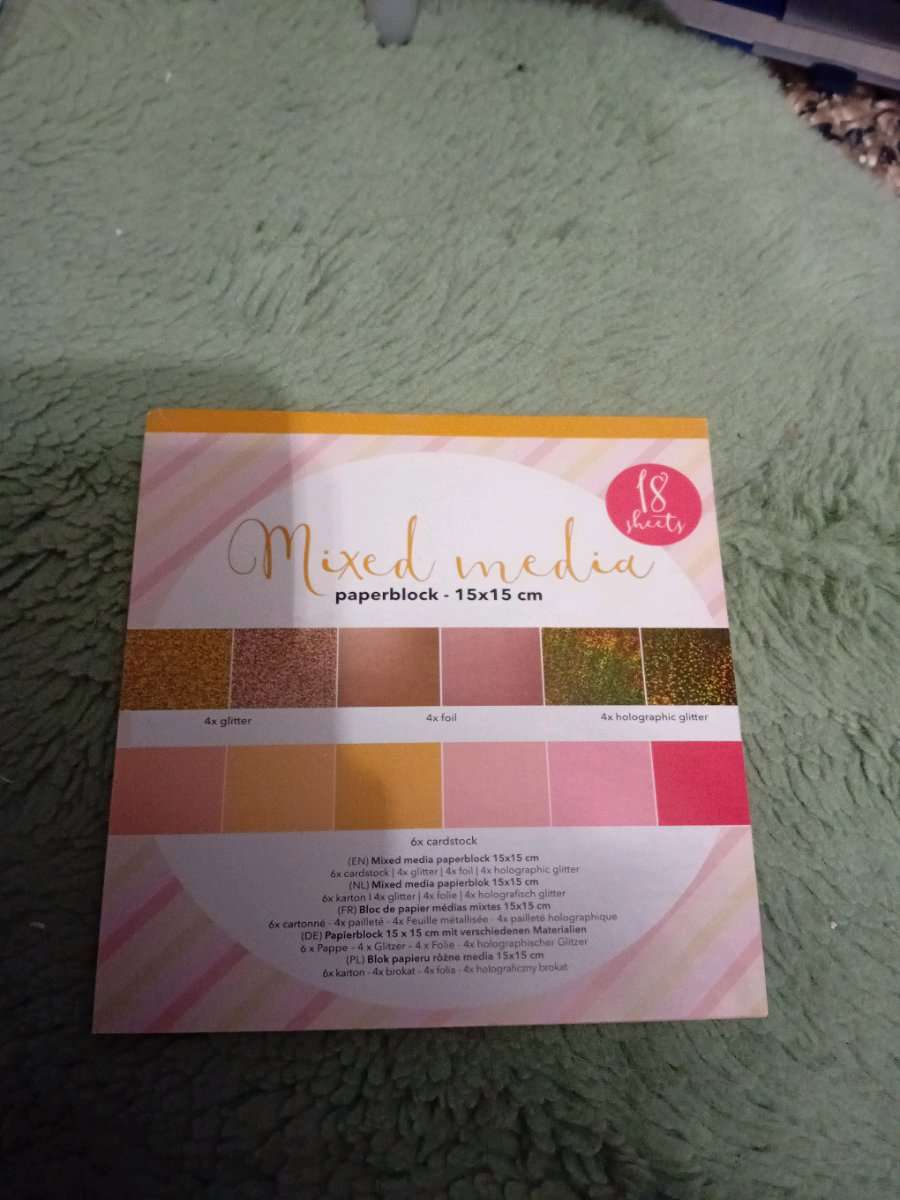 18
sheets
Mixed media
paperblock - 15x15 cm
4x glitter
4x foil
4x holographic glitter
6x cardstock
(EN) Mixed media paperblock 15x15 cm
6x cardstock | 4x glitter | 4x foil | 4x holographic glitter
(NL) Mixed media papierblok 15x15 cm
6x karton | 4x glitter | 4x folie | 4x holografisch glitter
(FR) Bloc de papier médias mixtes 15x15 cm
6x cartonné - 4x pailleté - 4x Feuille métallisée - 4x pailleté holographique
(DE) Papierblock 15 x 15 cm mit verschiedenen Materialien
6 x Pappe - 4 x Glitzer - 4 x Folie - 4x holographischer Glitzer
(PL) Blok papieru różne media 15x15 cm
6x karton - 4x brokat - 4x folia - 4x holograficzny brokat